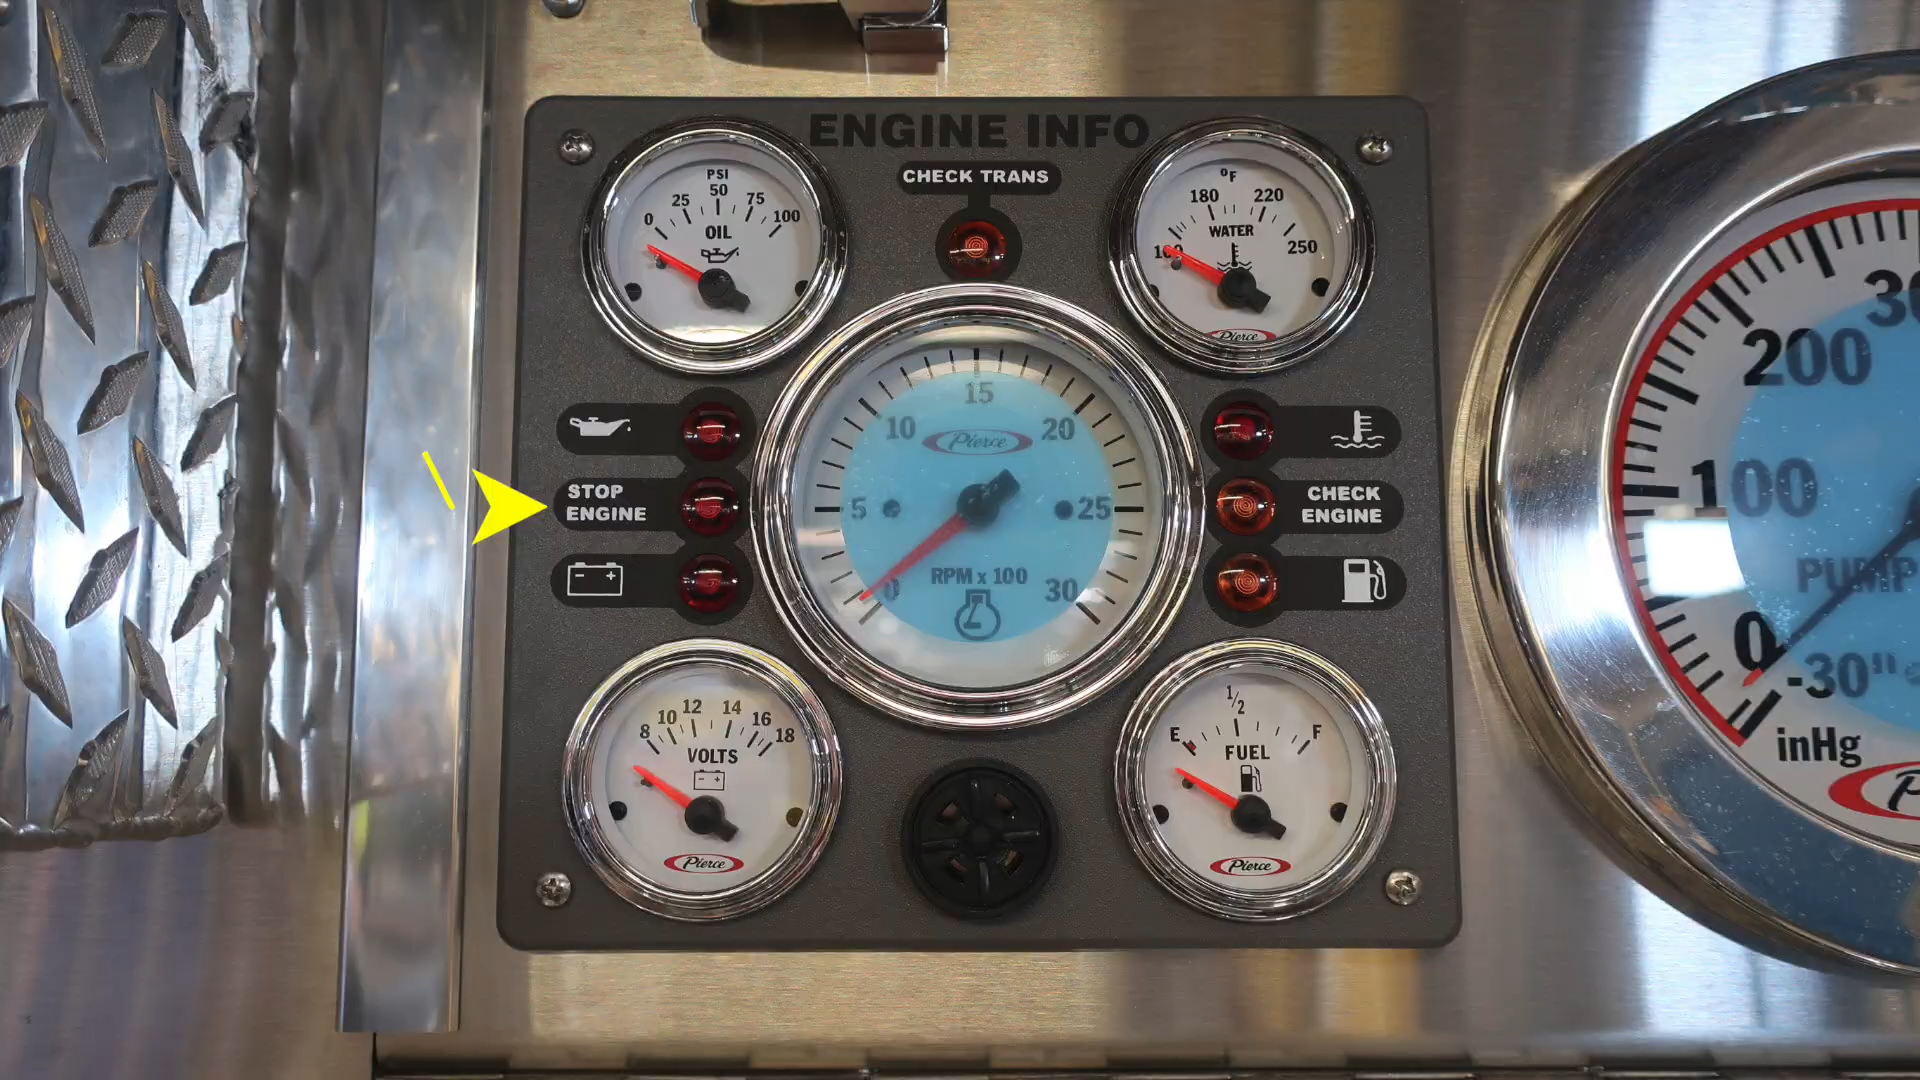 ENGINE INFO
CHECK TRANS
PSI
0 25 50 75 100
OIL
°F
100 180 220 250
WATER
Pierce
STOP
ENGINE
CHECK
ENGINE
0 5 10 15 20 25 30
Pierce
RPM x 100
8 10 12 14 16 18
VOLTS
Pierce
E 1/2 F
FUEL
Pierce
200
100
0
-30"
inHg